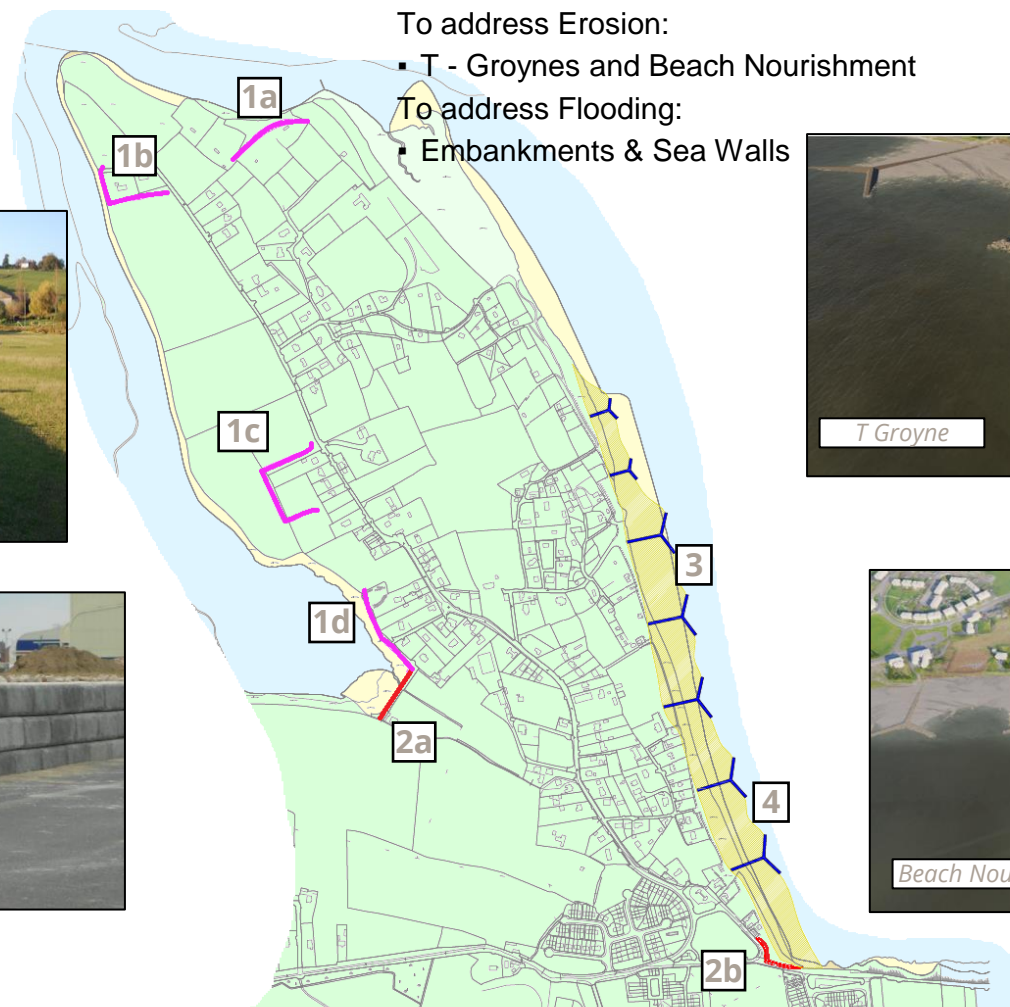 To address Erosion:
▪ T - Groynes and Beach Nourishment
To address Flooding:
▪ Embankments & Sea Walls
1a
1b
T Groyne
1c
3
1d
2a
4
Beach Nou
2b